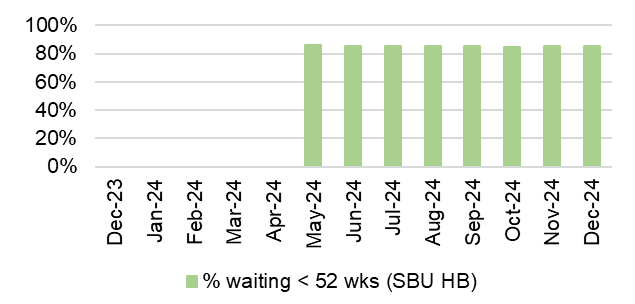 100%
80%
60%
40%
20%
0%
Dec-23
Jan-24
Feb-24
Mar-24
Apr-24
May-24
Jun-24
Jul-24
Aug-24
Sep-24
Oct-24
Nov-24
Dec-24
% waiting < 52 wks (SBU HB)